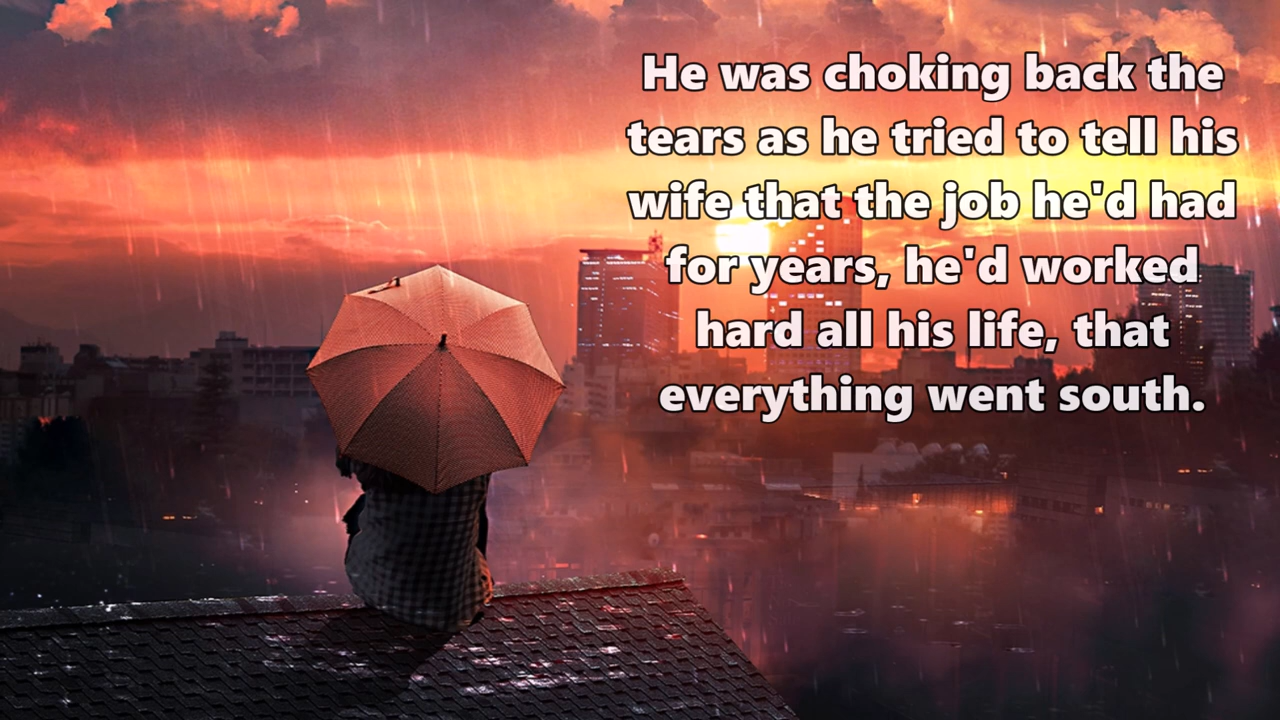 He was choking back the
tears as he tried to tell his
wife that the job he'd had
for years, he'd worked
hard all his life, that
everything went south.